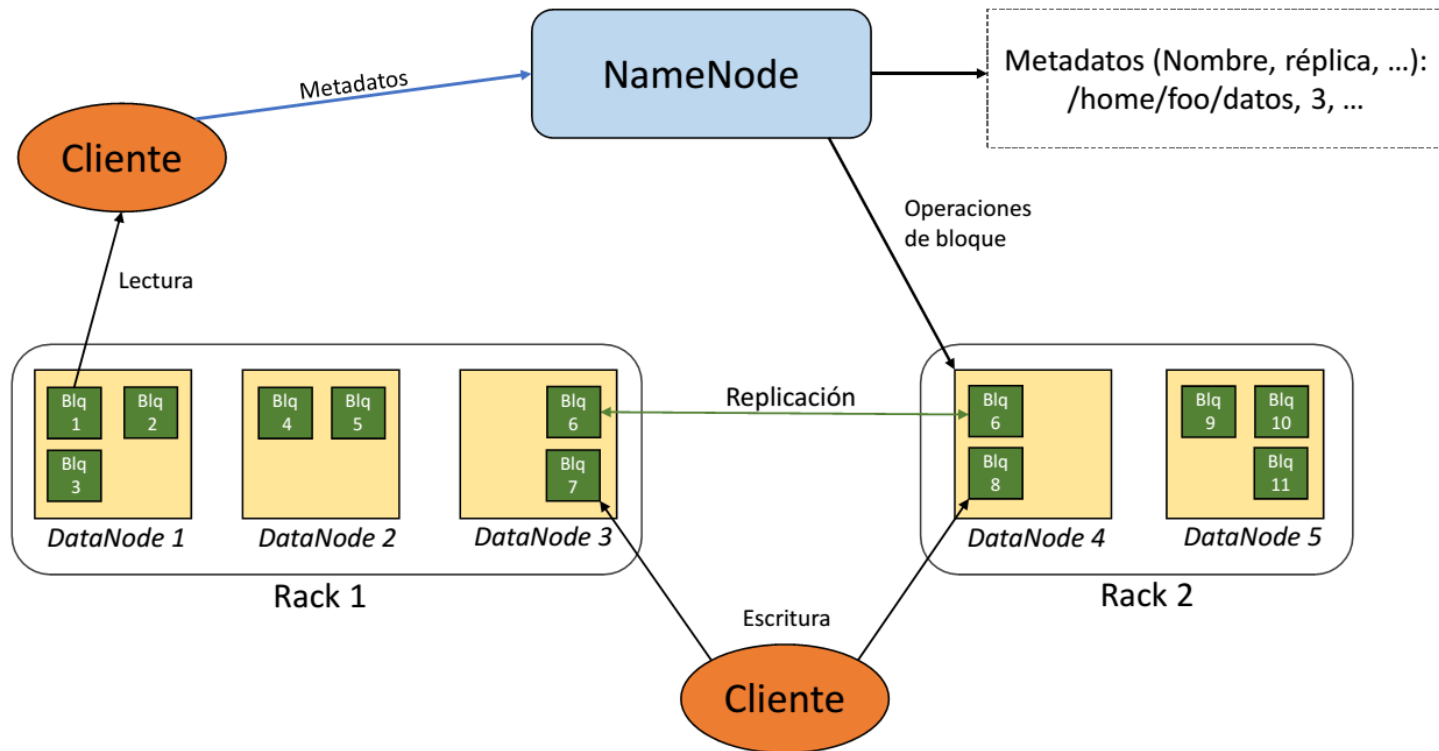 NameNode
Metadatos (Nombre, réplica, ...):
/home/foo/datos, 3, ...
Metadatos
Cliente
Operaciones
de bloque
Lectura
Replicación
Blq
1
Blq
2
Blq
3
DataNode 1
Blq
4
Blq
5
DataNode 2
Blq
6
Blq
7
DataNode 3
Rack 1
Blq
6
Blq
8
DataNode 4
Blq
9
Blq
10
Blq
11
DataNode 5
Rack 2
Escritura
Cliente